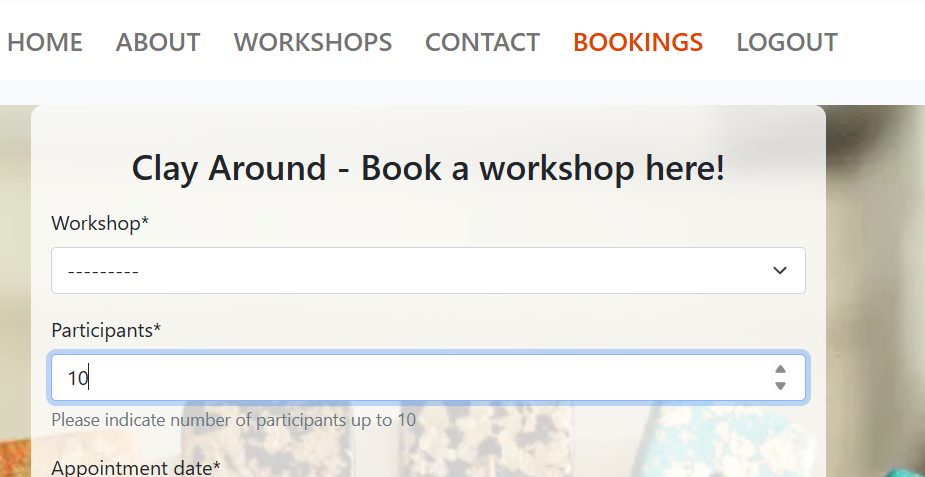 HOME ABOUT WORKSHOPS CONTACT BOOKINGS LOGOUT
Clay Around - Book a workshop here!
Workshop*
---------
Participants*
10
Please indicate number of participants up to 10
Appointment date*